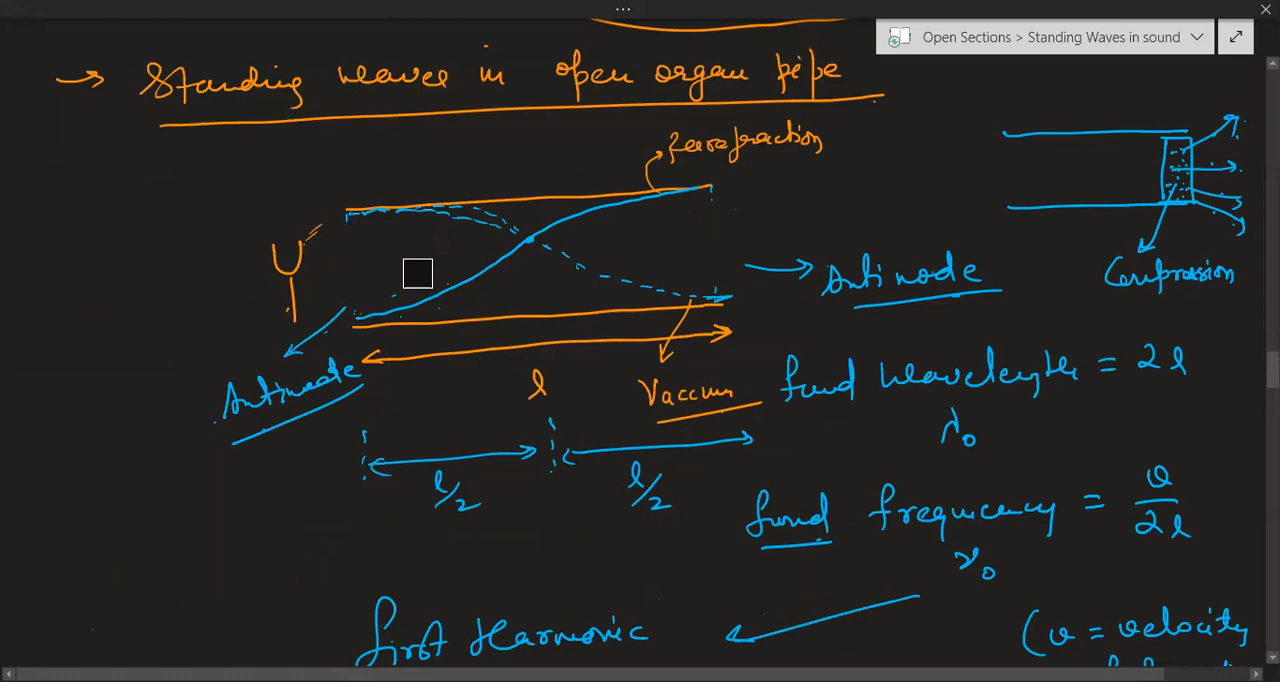 Open Sections > Standing Waves in sound
→ Standing waves in open organ pipe
Rarefraction
Compression
→ Antinode
Antinode
l
Vaccum
fund wavelength = 2l
λ₀
l/2
l/2
fund frequency = v/2l
ν₀
first Harmonic
(v = velocity